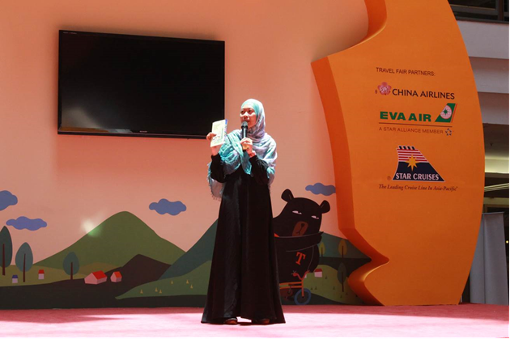 TRAVEL FAIR PARTNERS:
CHINA AIRLINES
EVA AIR
A STAR ALLIANCE MEMBER
STAR CRUISES
The Leading Cruise Line In Asia-Pacific
T